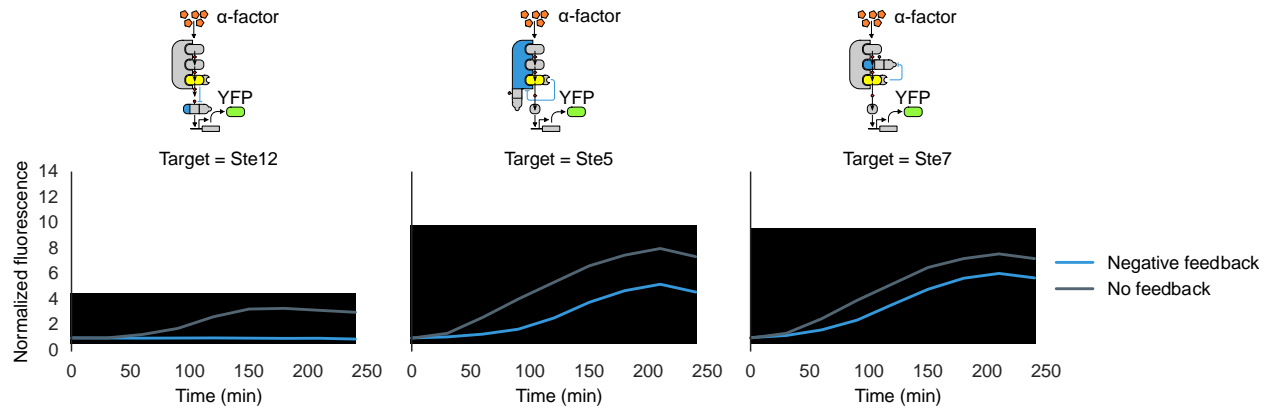 α-factor
YFP
Target = Ste12
α-factor
YFP
Target = Ste5
α-factor
YFP
Target = Ste7
Normalized fluorescence
14
12
10
8
6
4
2
0
0 50 100 150 200 250
Time (min)
0 50 100 150 200 250
Time (min)
0 50 100 150 200 250
Time (min)
Negative feedback
No feedback